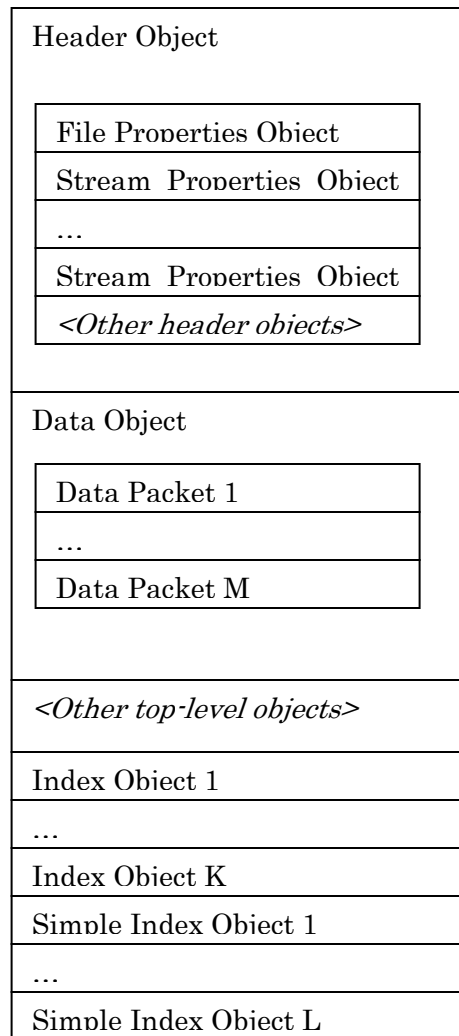 Header Object
File Properties Object
Stream Properties Object
...
Stream Properties Object
<Other header objects>
Data Object
Data Packet 1
...
Data Packet M
<Other top-level objects>
Index Object 1
...
Index Object K
Simple Index Object 1
...
Simple Index Object L